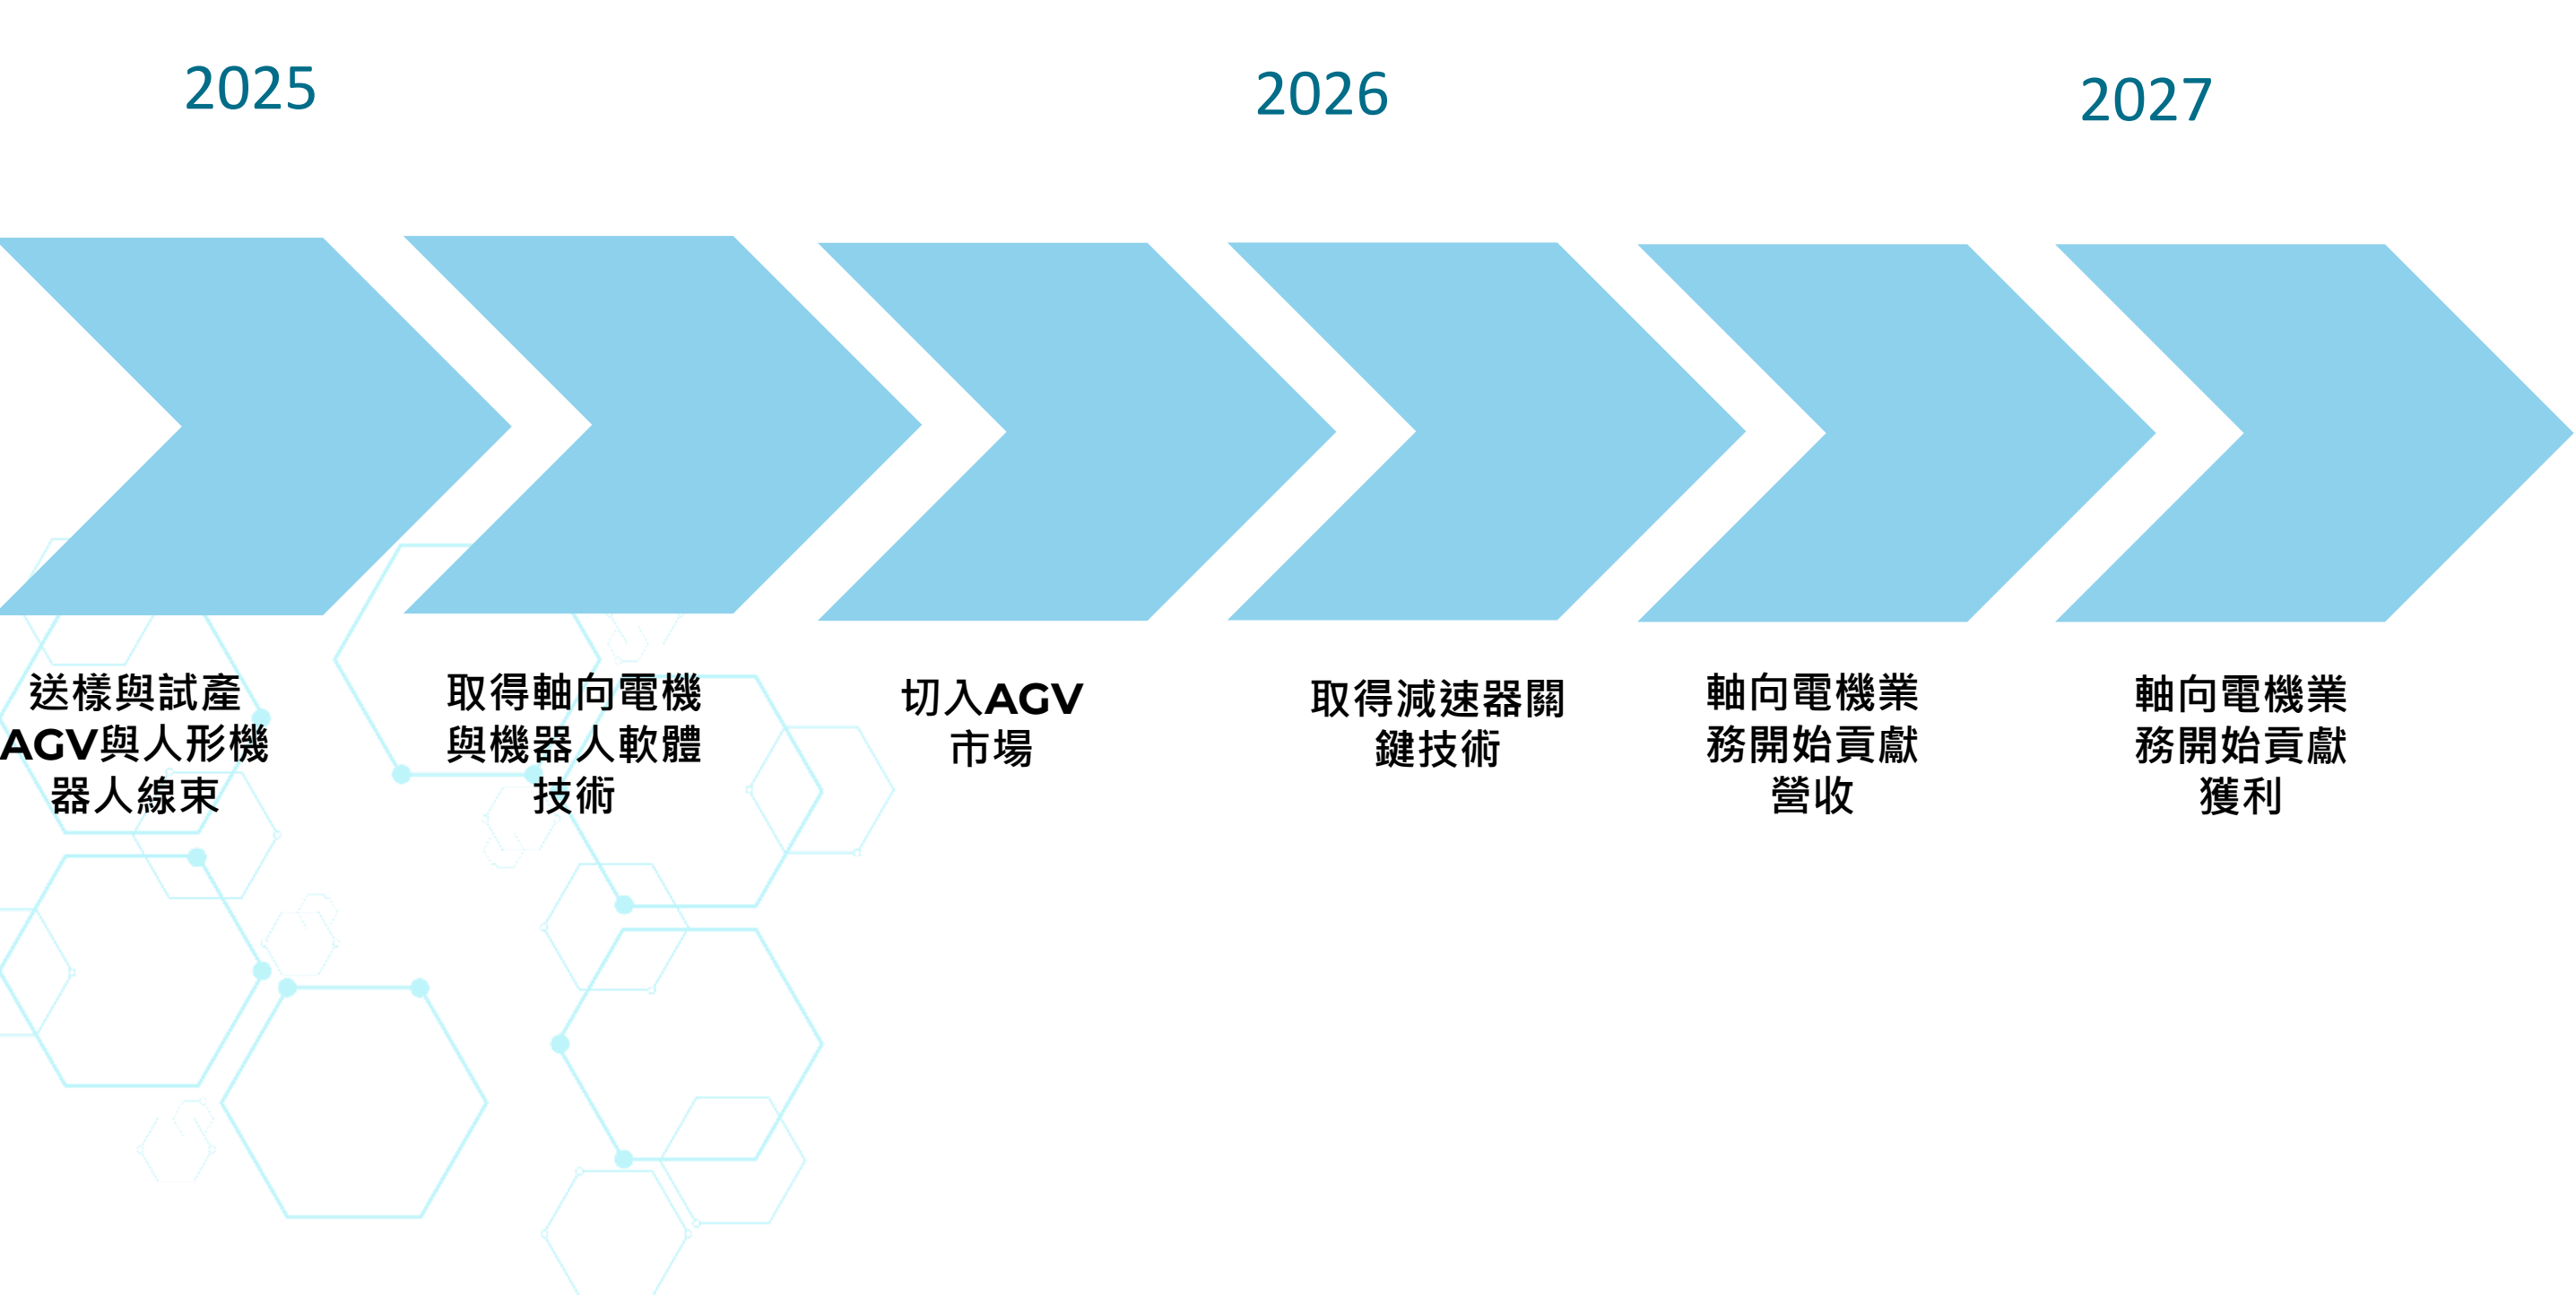 2025
2026
2027
送樣與試產
AGV與人形機
器人線束
取得軸向電機
與機器人軟體
技術
切入AGV
市場
取得減速器關
鍵技術
軸向電機業
務開始貢獻
營收
軸向電機業
務開始貢獻
獲利